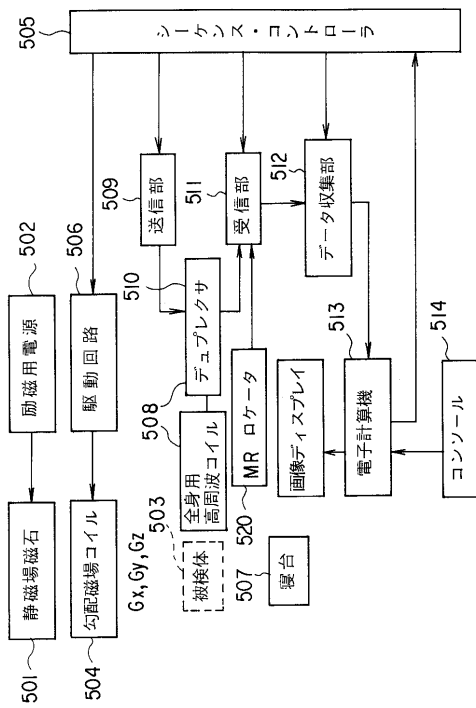 501
静磁場磁石
502
励磁用電源
504
勾配磁場コイル
Gx,Gy,Gz
506
駆動回路
505
シーケンス・コントローラ
503
被検体
508
全身用
高周波コイル
510
デュプレクサ
509
送信部
511
受信部
520
MR ロケータ
507
寝台
512
データ収集部
画像ディスプレイ
513
電子計算機
514
コンソール